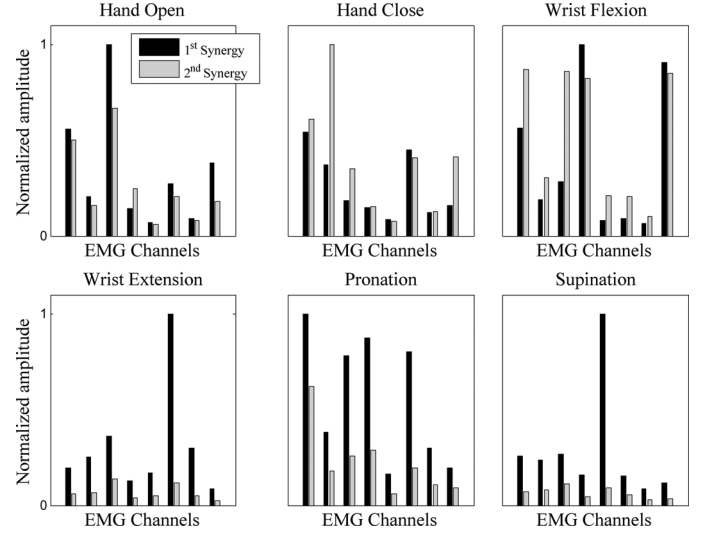 Hand Open
Hand Close
Wrist Flexion
Normalized amplitude
1
0
1st Synergy
2nd Synergy
EMG Channels
EMG Channels
EMG Channels
Wrist Extension
Pronation
Supination
Normalized amplitude
1
0
EMG Channels
EMG Channels
EMG Channels